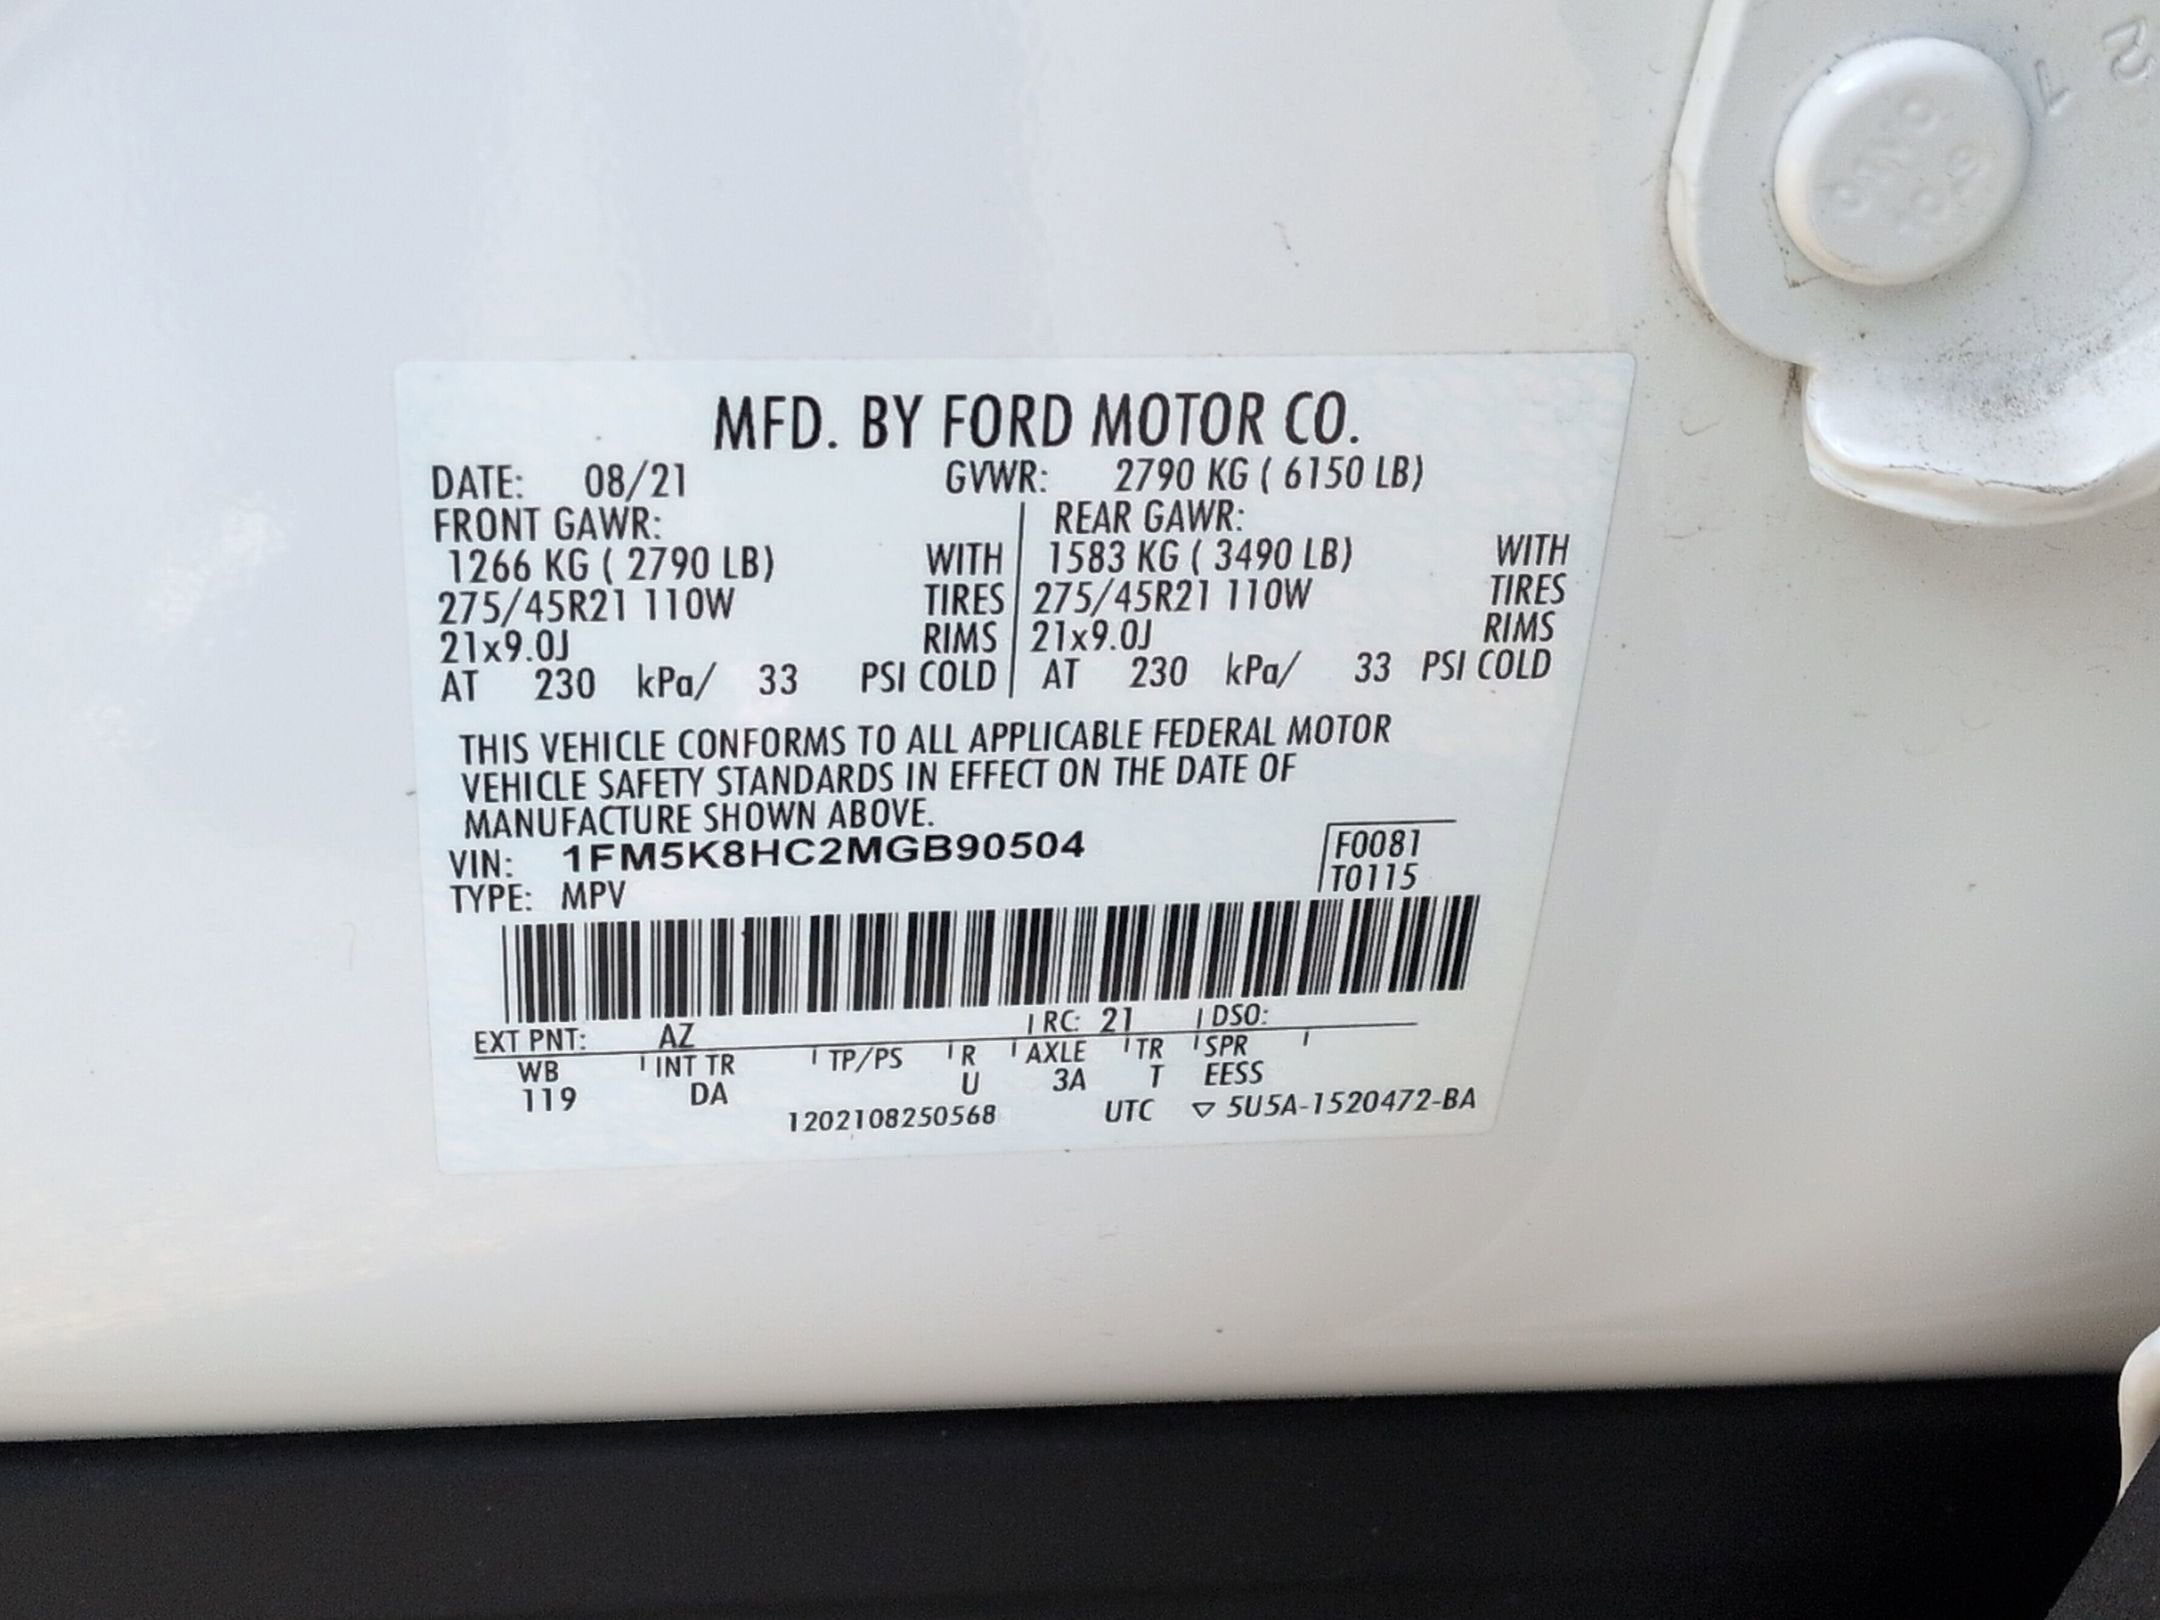 MFD. BY FORD MOTOR CO.
DATE: 08/21 GVWR: 2790 KG ( 6150 LB)
FRONT GAWR: REAR GAWR:
1266 KG ( 2790 LB) WITH 1583 KG ( 3490 LB) WITH
275/45R21 110W TIRES 275/45R21 110W TIRES
21x9.0J RIMS 21x9.0J RIMS
AT 230 kPa/ 33 PSI COLD AT 230 kPa/ 33 PSI COLD
THIS VEHICLE CONFORMS TO ALL APPLICABLE FEDERAL MOTOR
VEHICLE SAFETY STANDARDS IN EFFECT ON THE DATE OF
MANUFACTURE SHOWN ABOVE.
VIN: 1FM5K8HC2MGB90504 F0081
TYPE: MPV T0115
EXT PNT: AZ RC: 21 DSO:
WB INT TR TP/PS R AXLE TR SPR
119 DA U 3A T EESS
1202108250568 UTC ▽ 5U5A-1520472-BA